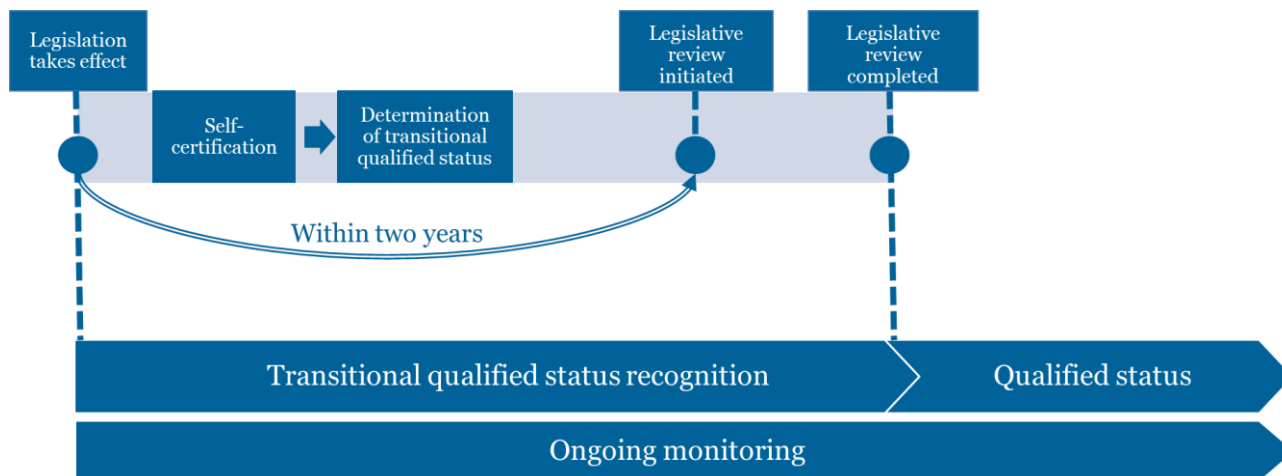 Legislation
takes effect
Legislative
review
initiated
Legislative
review
completed
Self-
certification
Determination
of transitional
qualified status
Within two years
Transitional qualified status recognition
Qualified status
Ongoing monitoring